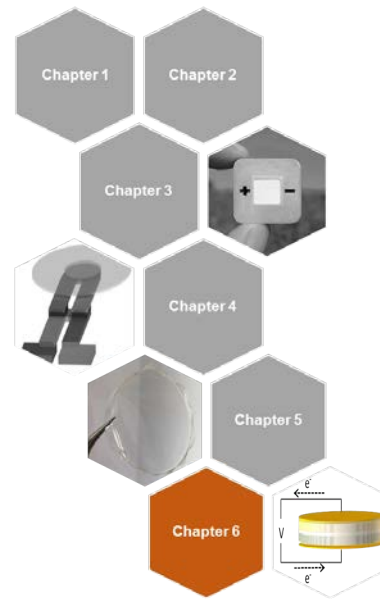 Chapter 1
Chapter 2
Chapter 3
+ -
Chapter 4
Chapter 5
Chapter 6
e-
V
e-